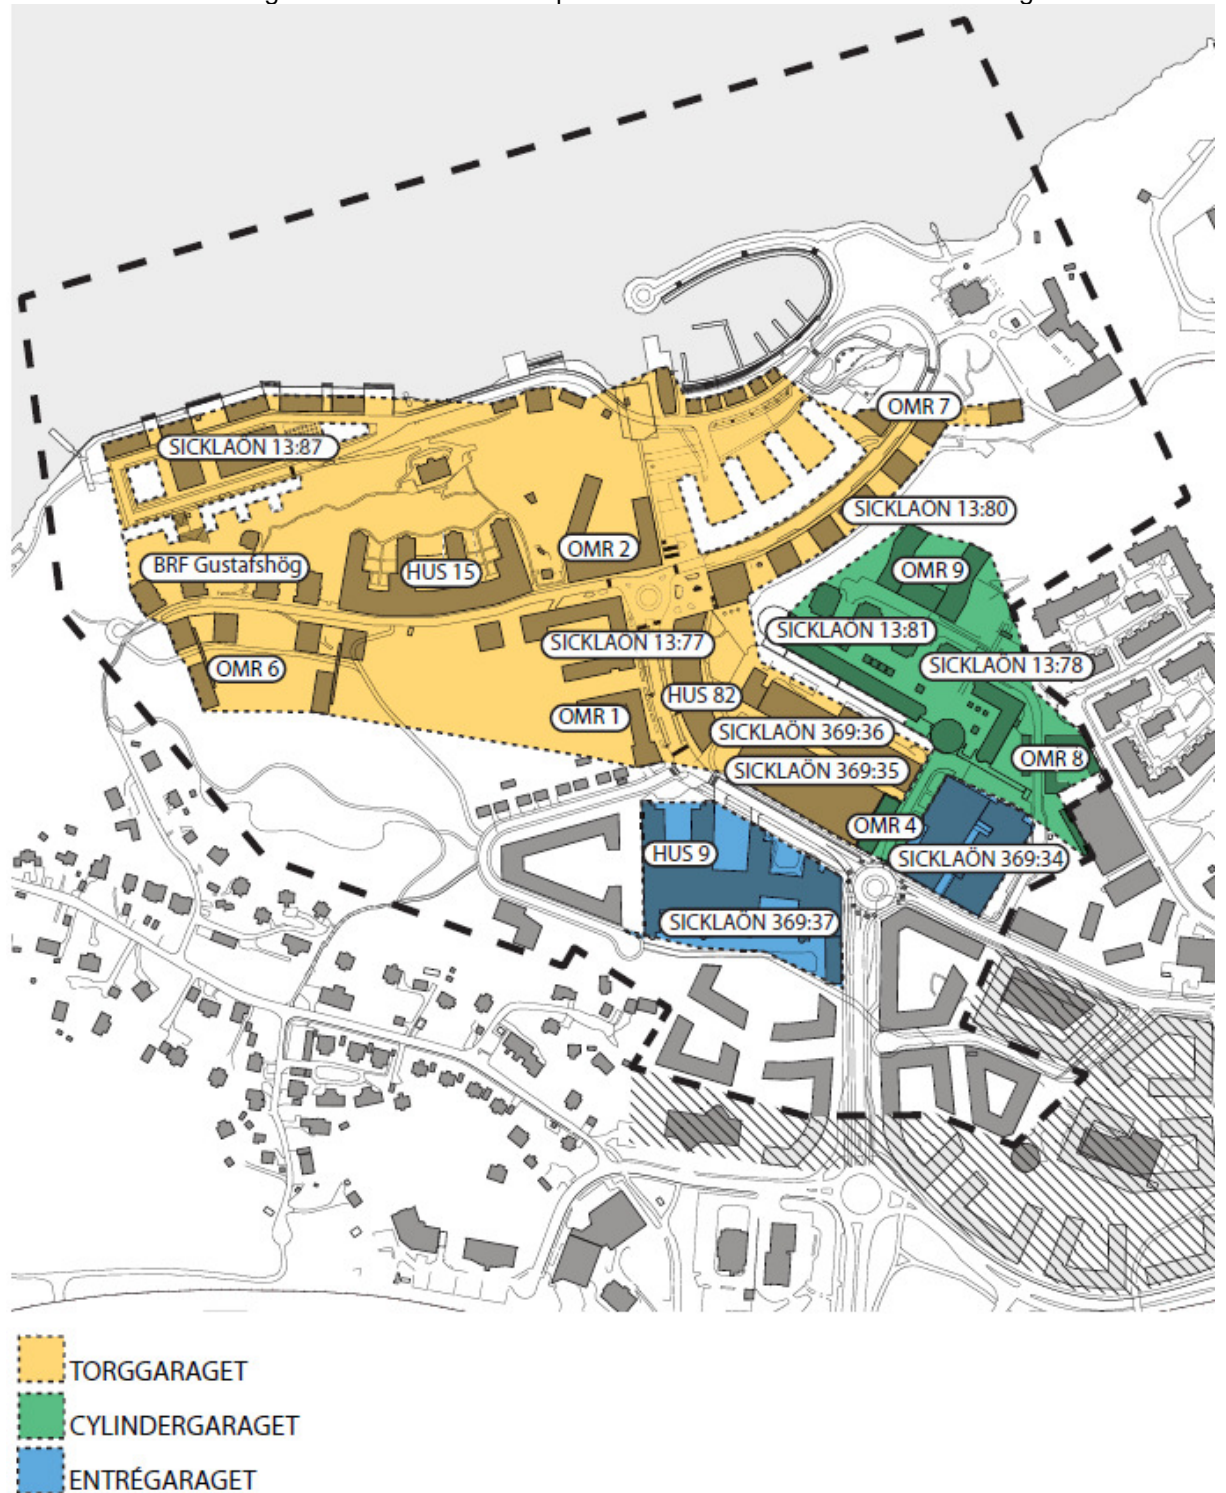 OMR 7
SICKLAÖN 13:87
SICKLAÖN 13:80
OMR 2
BRF Gustafshög
HUS 15
OMR 9
SICKLAÖN 13:81
SICKLAÖN 13:77
SICKLAÖN 13:78
OMR 6
HUS 82
OMR 1
SICKLAÖN 369:36
OMR 8
SICKLAÖN 369:35
OMR 4
HUS 9
SICKLAÖN 369:34
SICKLAÖN 369:37
TORGGARAGET
CYLINDERGARAGET
ENTRÉGARAGET